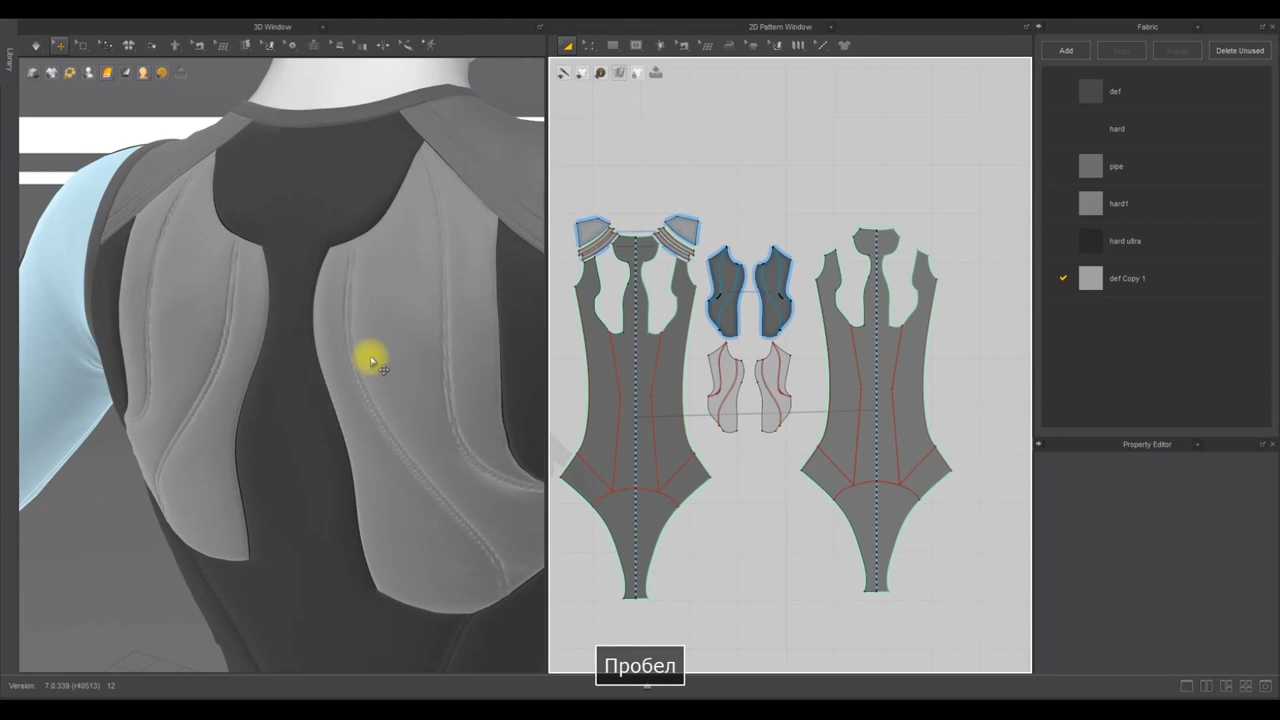 3D Window
2D Pattern Window
Fabric
Library
Add
Copy
Assign
Delete Unused
def
hard
pipe
hard1
hard ultra
def Copy 1
Property Editor
Пробел
Version: 7.0.339 (r40513) 12